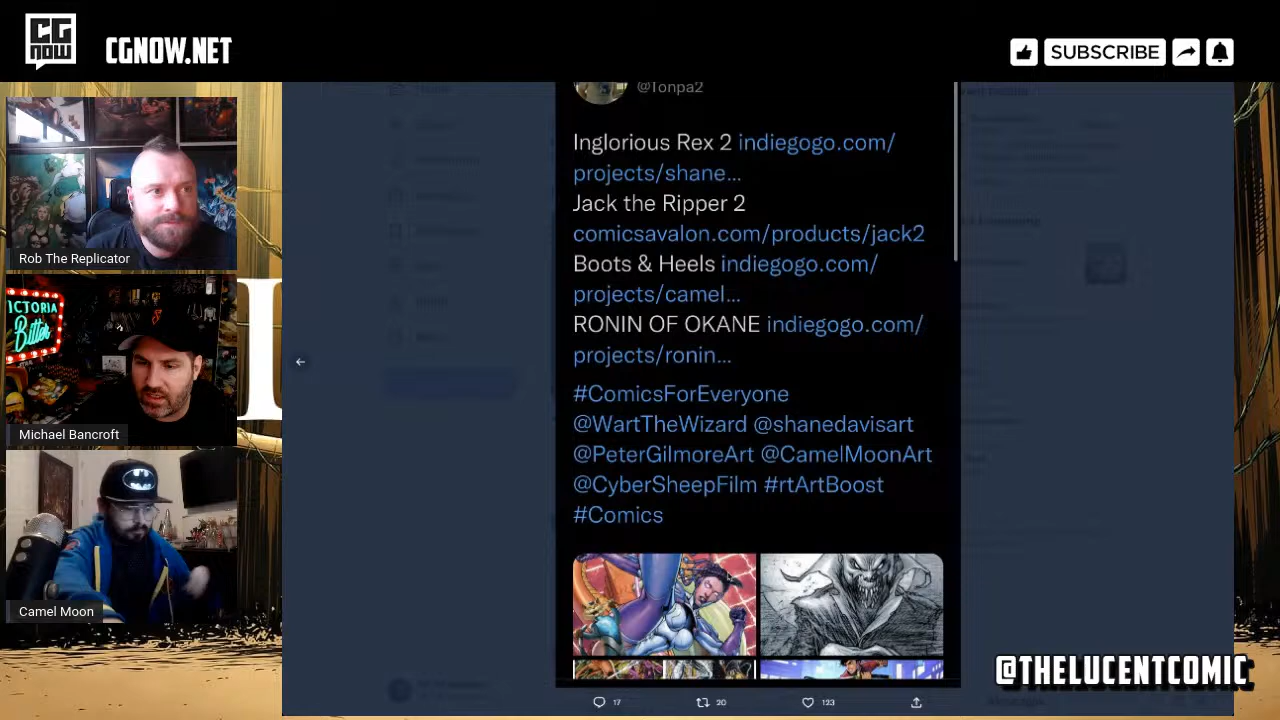 CG
NOW
CGNOW.NET
SUBSCRIBE
@Tonpa2
Inglorious Rex 2 indiegogo.com/
projects/shane...
Jack the Ripper 2
comicsavalon.com/products/jack2
Boots & Heels indiegogo.com/
projects/camel...
RONIN OF OKANE indiegogo.com/
projects/ronin...
#ComicsForEveryone
@WartTheWizard @shanedavisart
@PeterGilmoreArt @CamelMoonArt
@CyberSheepFilm #rtArtBoost
#Comics
17
20
123
Rob The Replicator
ICTORIA
Bitter
Michael Bancroft
Camel Moon
@THELUCENTCOMIC